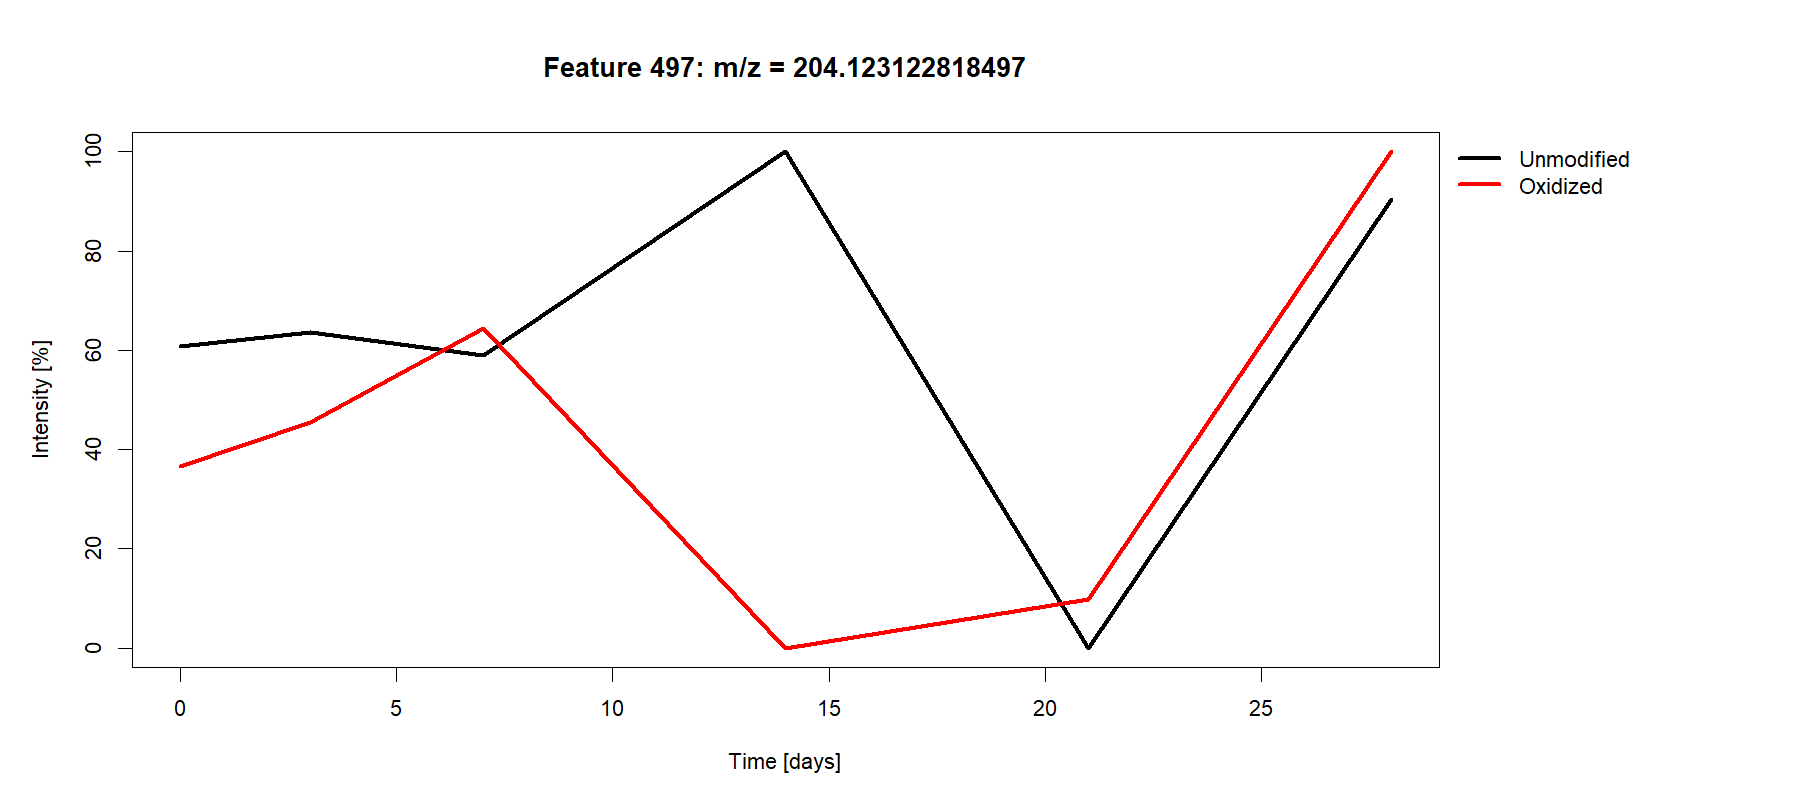 Feature 497: m/z = 204.123122818497
Unmodified
Oxidized
Intensity [%]
100
80
60
40
20
0
0 5 10 15 20 25
Time [days]